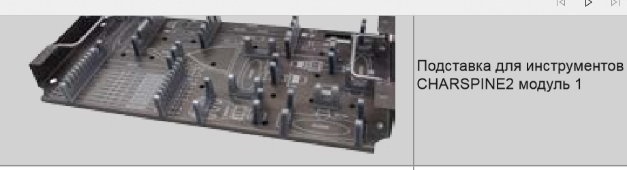 Подставка для инструментов
CHARSPINE2 модуль 1